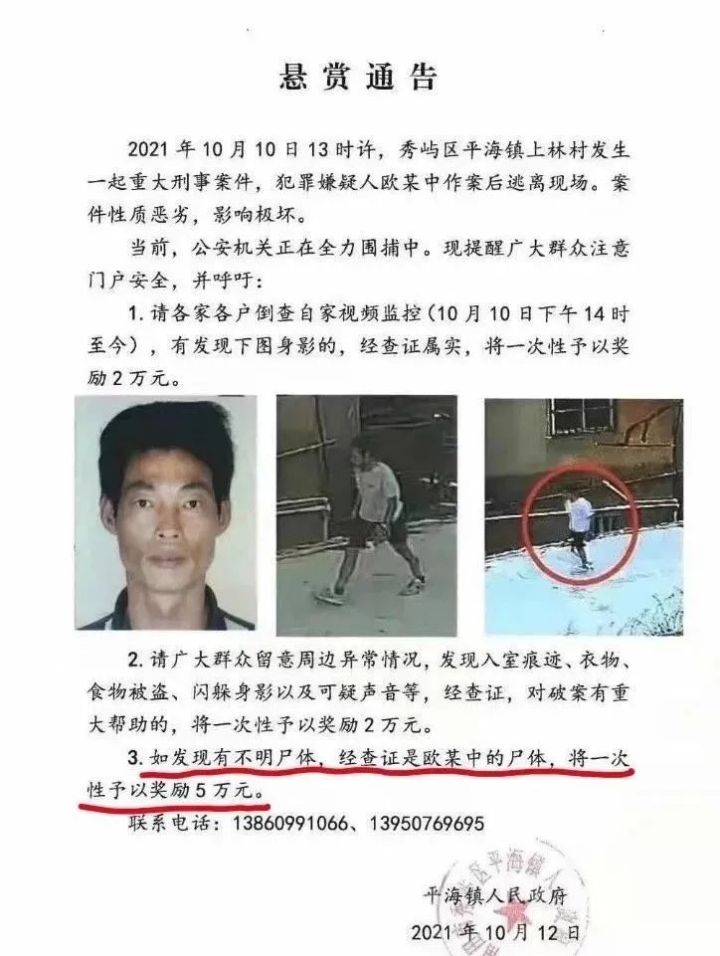 悬赏通告
2021 年 10 月 10 日 13 时许，秀屿区平海镇上林村发生
一起重大刑事案件，犯罪嫌疑人欧某中作案后逃离现场。案
件性质恶劣，影响极坏。
当前，公安机关正在全力围捕中。现提醒广大群众注意
门户安全，并呼吁：
1.请各家各户倒查自家视频监控（10 月 10 日下午 14 时
至今），有发现下图身影的，经查证属实，将一次性予以奖
励 2 万元。
2.请广大群众留意周边异常情况，发现入室痕迹、衣物、
食物被盗、闪躲身影以及可疑声音等，经查证，对破案有重
大帮助的，将一次性予以奖励 2 万元。
3.如发现有不明尸体，经查证是欧某中的尸体，将一次
性予以奖励 5 万元。
联系电话：13860991066、13950769695
平海镇人民政府
2021 年 10 月 12 日